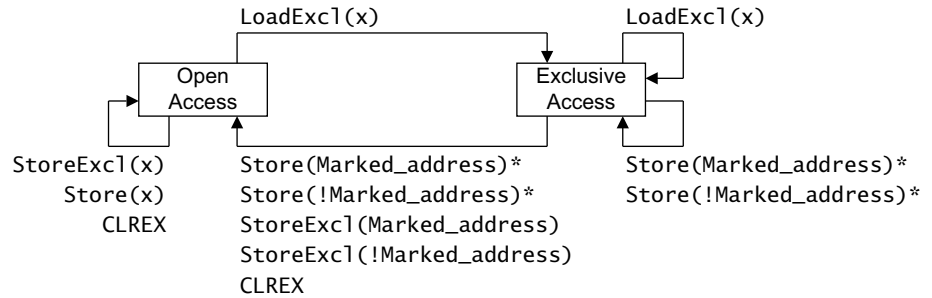 LoadExcl(x)
LoadExcl(x)
Open
Access
Exclusive
Access
StoreExcl(x)
Store(x)
CLREX
Store(Marked_address)*
Store(!Marked_address)*
StoreExcl(Marked_address)
StoreExcl(!Marked_address)
CLREX
Store(Marked_address)*
Store(!Marked_address)*